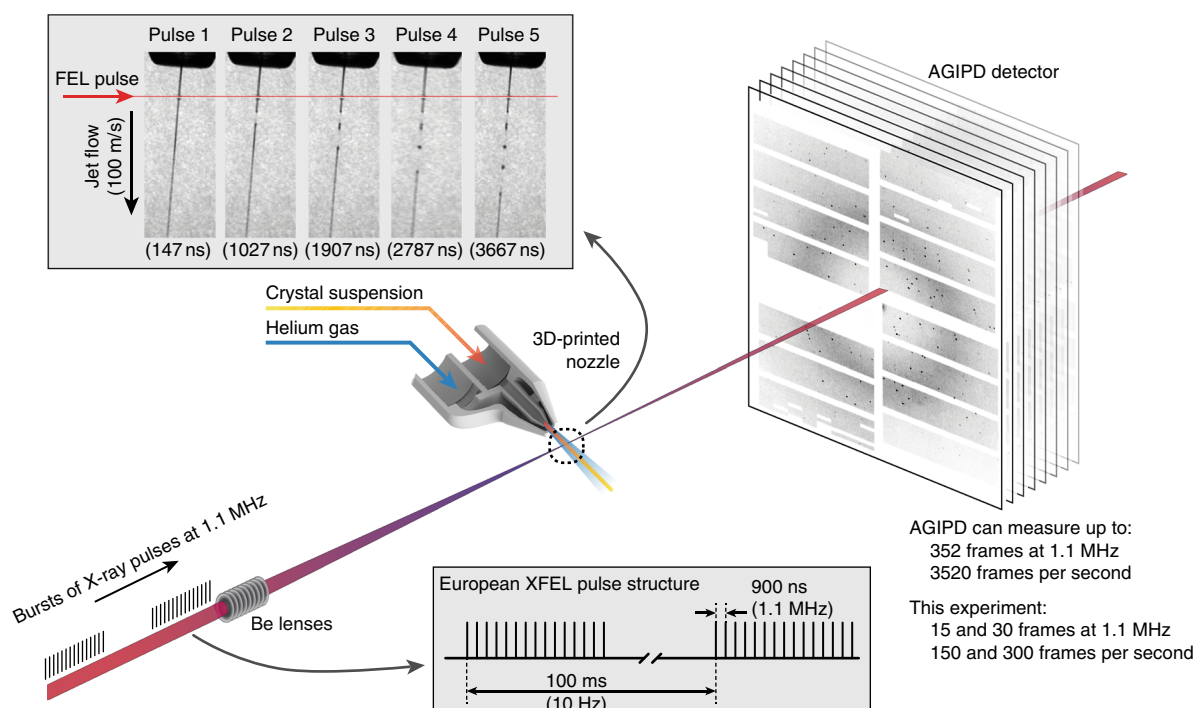 Pulse 1 Pulse 2 Pulse 3 Pulse 4 Pulse 5
FEL pulse
Jet flow
(100 m/s)
(147 ns) (1027 ns) (1907 ns) (2787 ns) (3667 ns)
AGIPD detector
Crystal suspension
Helium gas
3D-printed
nozzle
Bursts of X-ray pulses at 1.1 MHz
Be lenses
European XFEL pulse structure
900 ns
(1.1 MHz)
100 ms
(10 Hz)
AGIPD can measure up to:
352 frames at 1.1 MHz
3520 frames per second
This experiment:
15 and 30 frames at 1.1 MHz
150 and 300 frames per second